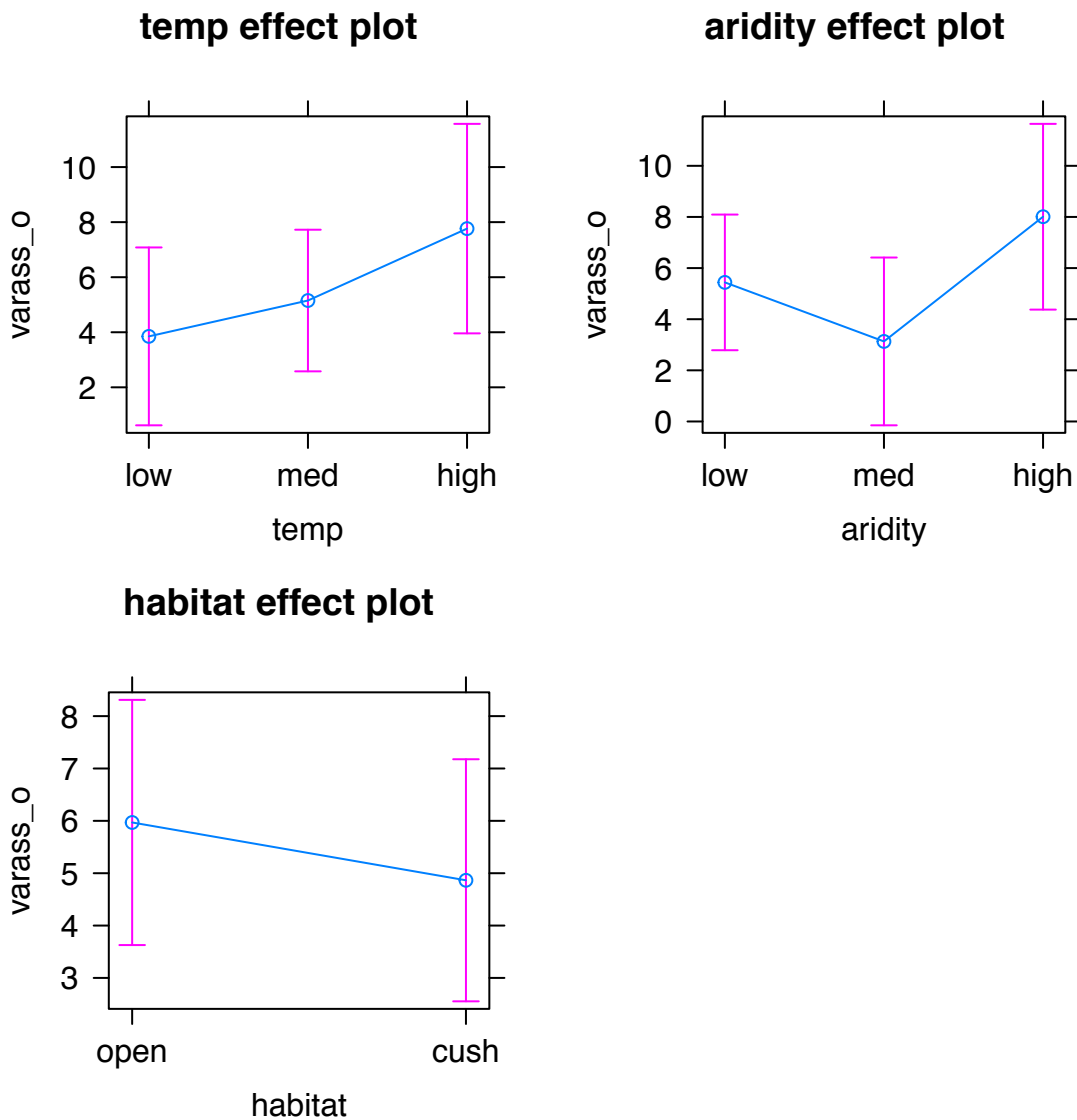 temp effect plot
varass_o
10
8
6
4
2
low med high
temp
aridity effect plot
varass_o
10
8
6
4
2
0
low med high
aridity
habitat effect plot
varass_o
8
7
6
5
4
3
open cush
habitat